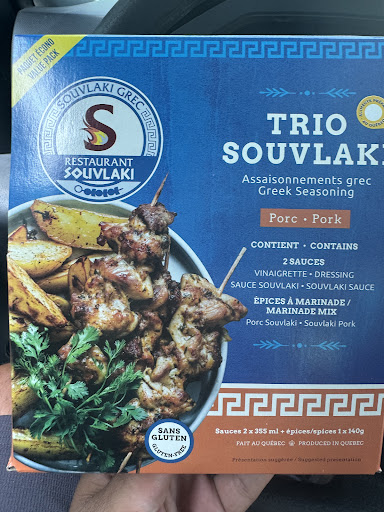 PAQUET ÉCONO
VALUE PACK
SOUVLAKI GREC
S
RESTAURANT
SOUVLAKI
TRIO
SOUVLAKI
Assaisonnements grec
Greek Seasoning
Porc • Pork
CONTIENT • CONTAINS
2 SAUCES
VINAIGRETTE • DRESSING
SAUCE SOUVLAKI • SOUVLAKI SAUCE
ÉPICES À MARINADE /
MARINADE MIX
Porc Souvlaki • Souvlaki Pork
SANS
GLUTEN
GLUTEN-FREE
Sauces 2 x 355 ml + épices/spices 1 x 140g
FAIT AU QUÉBEC PRODUCED IN QUEBEC
Présentation suggérée / Suggested presentation